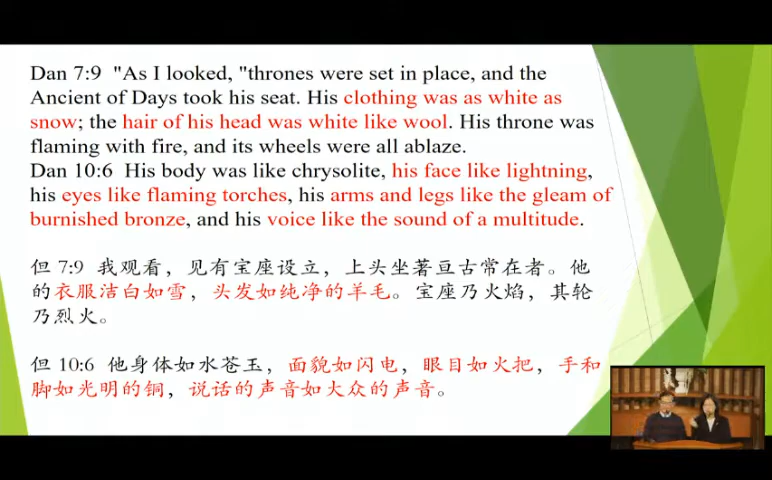 Dan 7:9 "As I looked, "thrones were set in place, and the
Ancient of Days took his seat. His clothing was as white as
snow; the hair of his head was white like wool. His throne was
flaming with fire, and its wheels were all ablaze.
Dan 10:6 His body was like chrysolite, his face like lightning,
his eyes like flaming torches, his arms and legs like the gleam of
burnished bronze, and his voice like the sound of a multitude.
但 7:9 我观看，见有宝座设立，上头坐著亘古常在者。他
的衣服洁白如雪，头发如纯净的羊毛。宝座乃火焰，其轮
乃烈火。
但 10:6 他身体如水苍玉，面貌如闪电，眼目如火把，手和
脚如光明的铜，说话的声音如大众的声音。